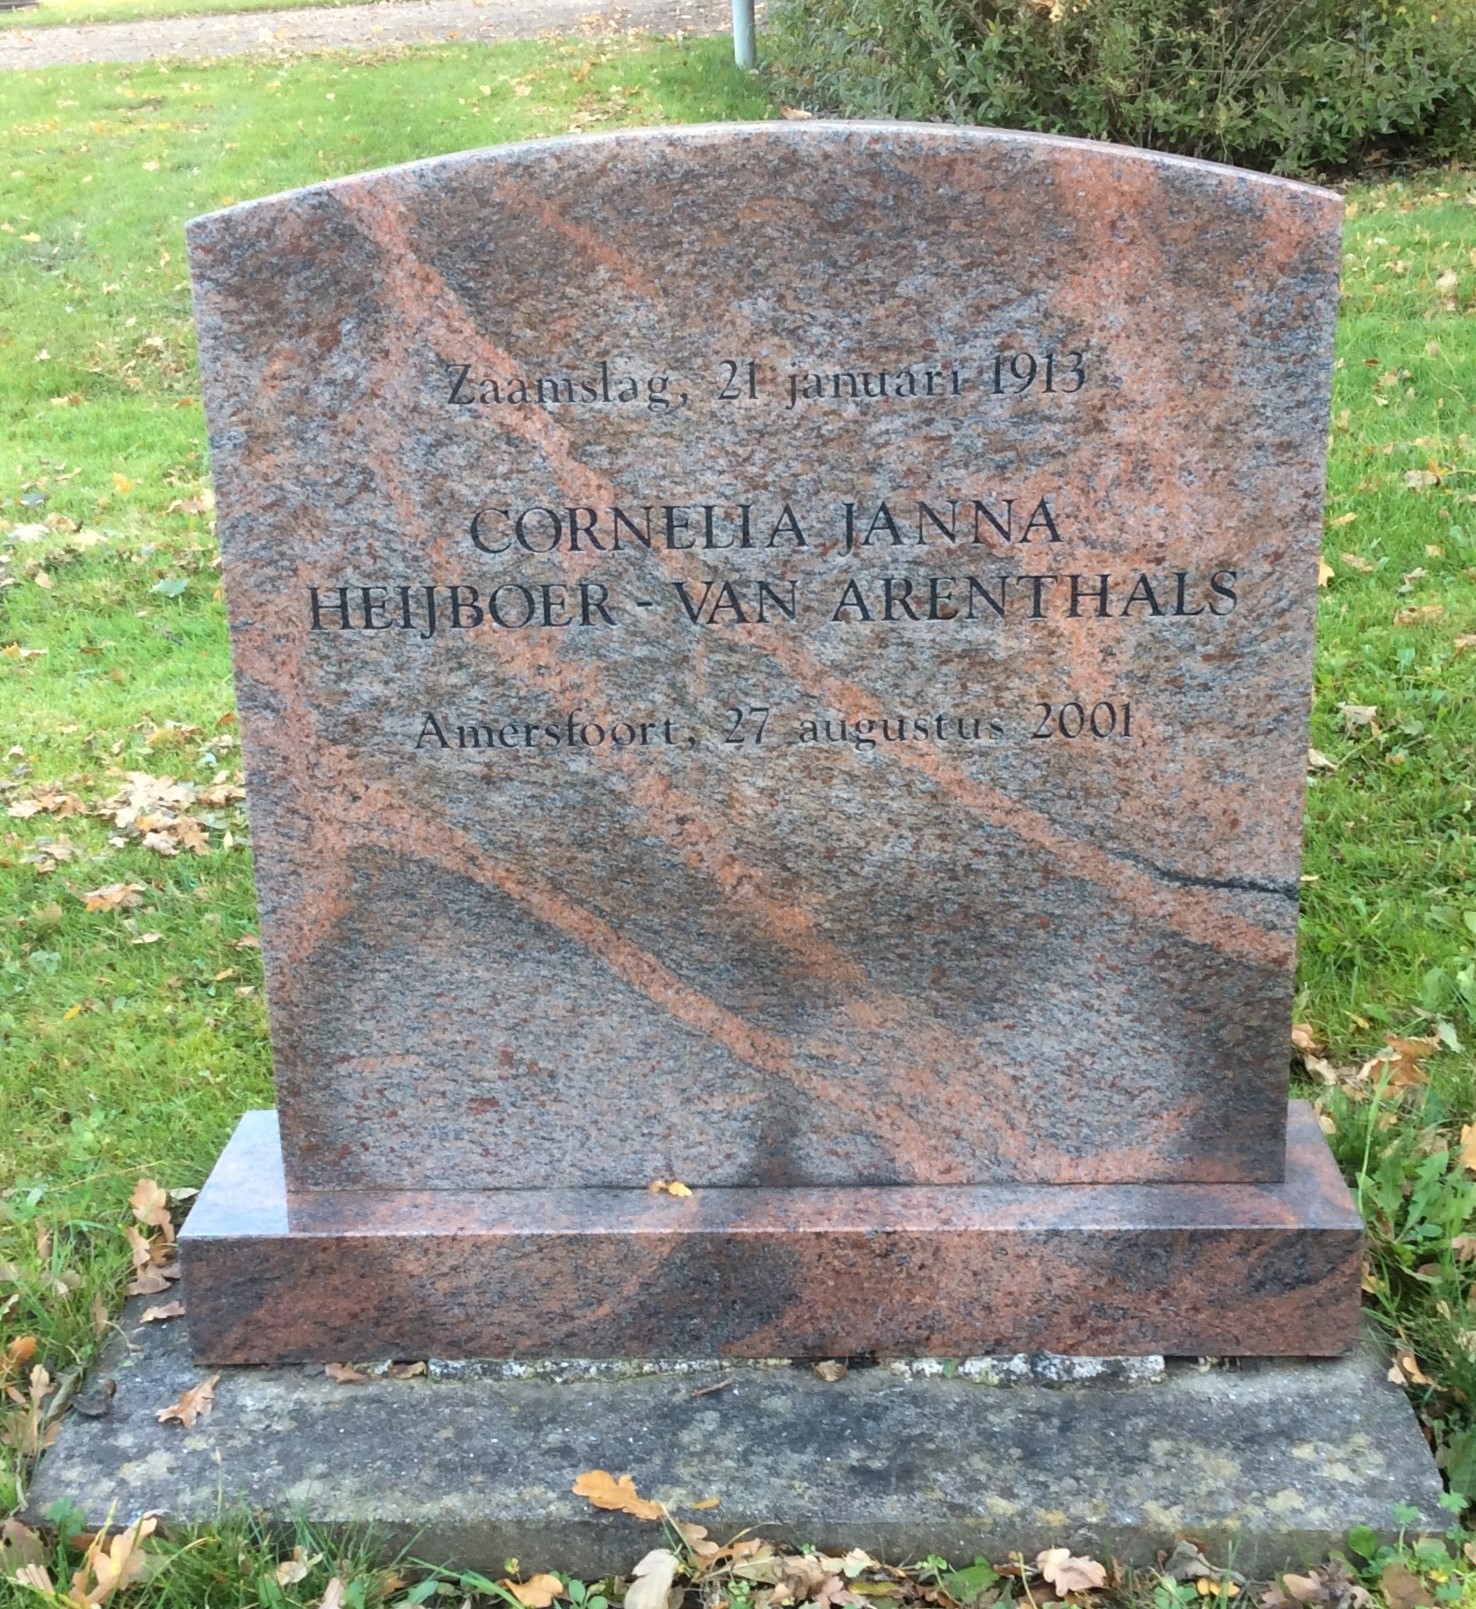 Zaamslag, 21 januari 1913
CORNELIA JANNA
HEIJBOER - VAN ARENTHALS
Amersfoort, 27 augustus 2001